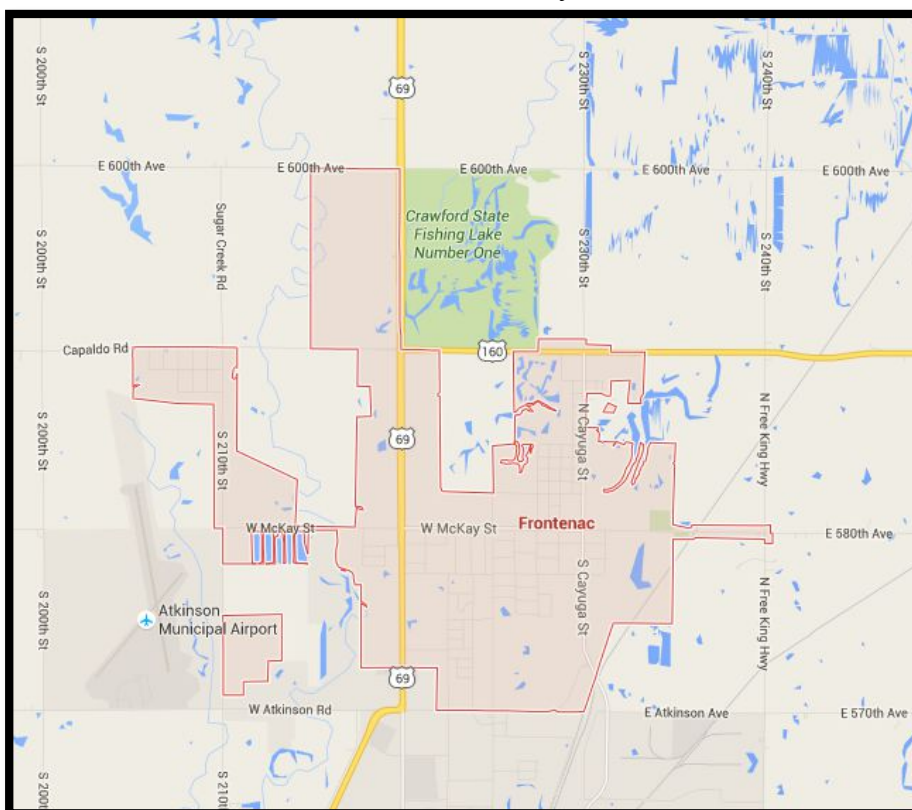 S 200th St
69
S 230th St
S 240th St
E 600th Ave
E 600th Ave
E 600th Ave
E 600th Ave
E 600th Ave
Sugar Creek Rd
Crawford State
Fishing Lake
Number One
S 200th St
S 230th St
S 240th St
Capaldo Rd
160
S 200th St
S 210th St
69
N Cayuga St
N Free King Hwy
W McKay St
W McKay St
Frontenac
E 580th Ave
S 200th St
Atkinson
Municipal Airport
S Cayuga St
N Free King Hwy
69
W Atkinson Rd
E Atkinson Ave
E 570th Ave